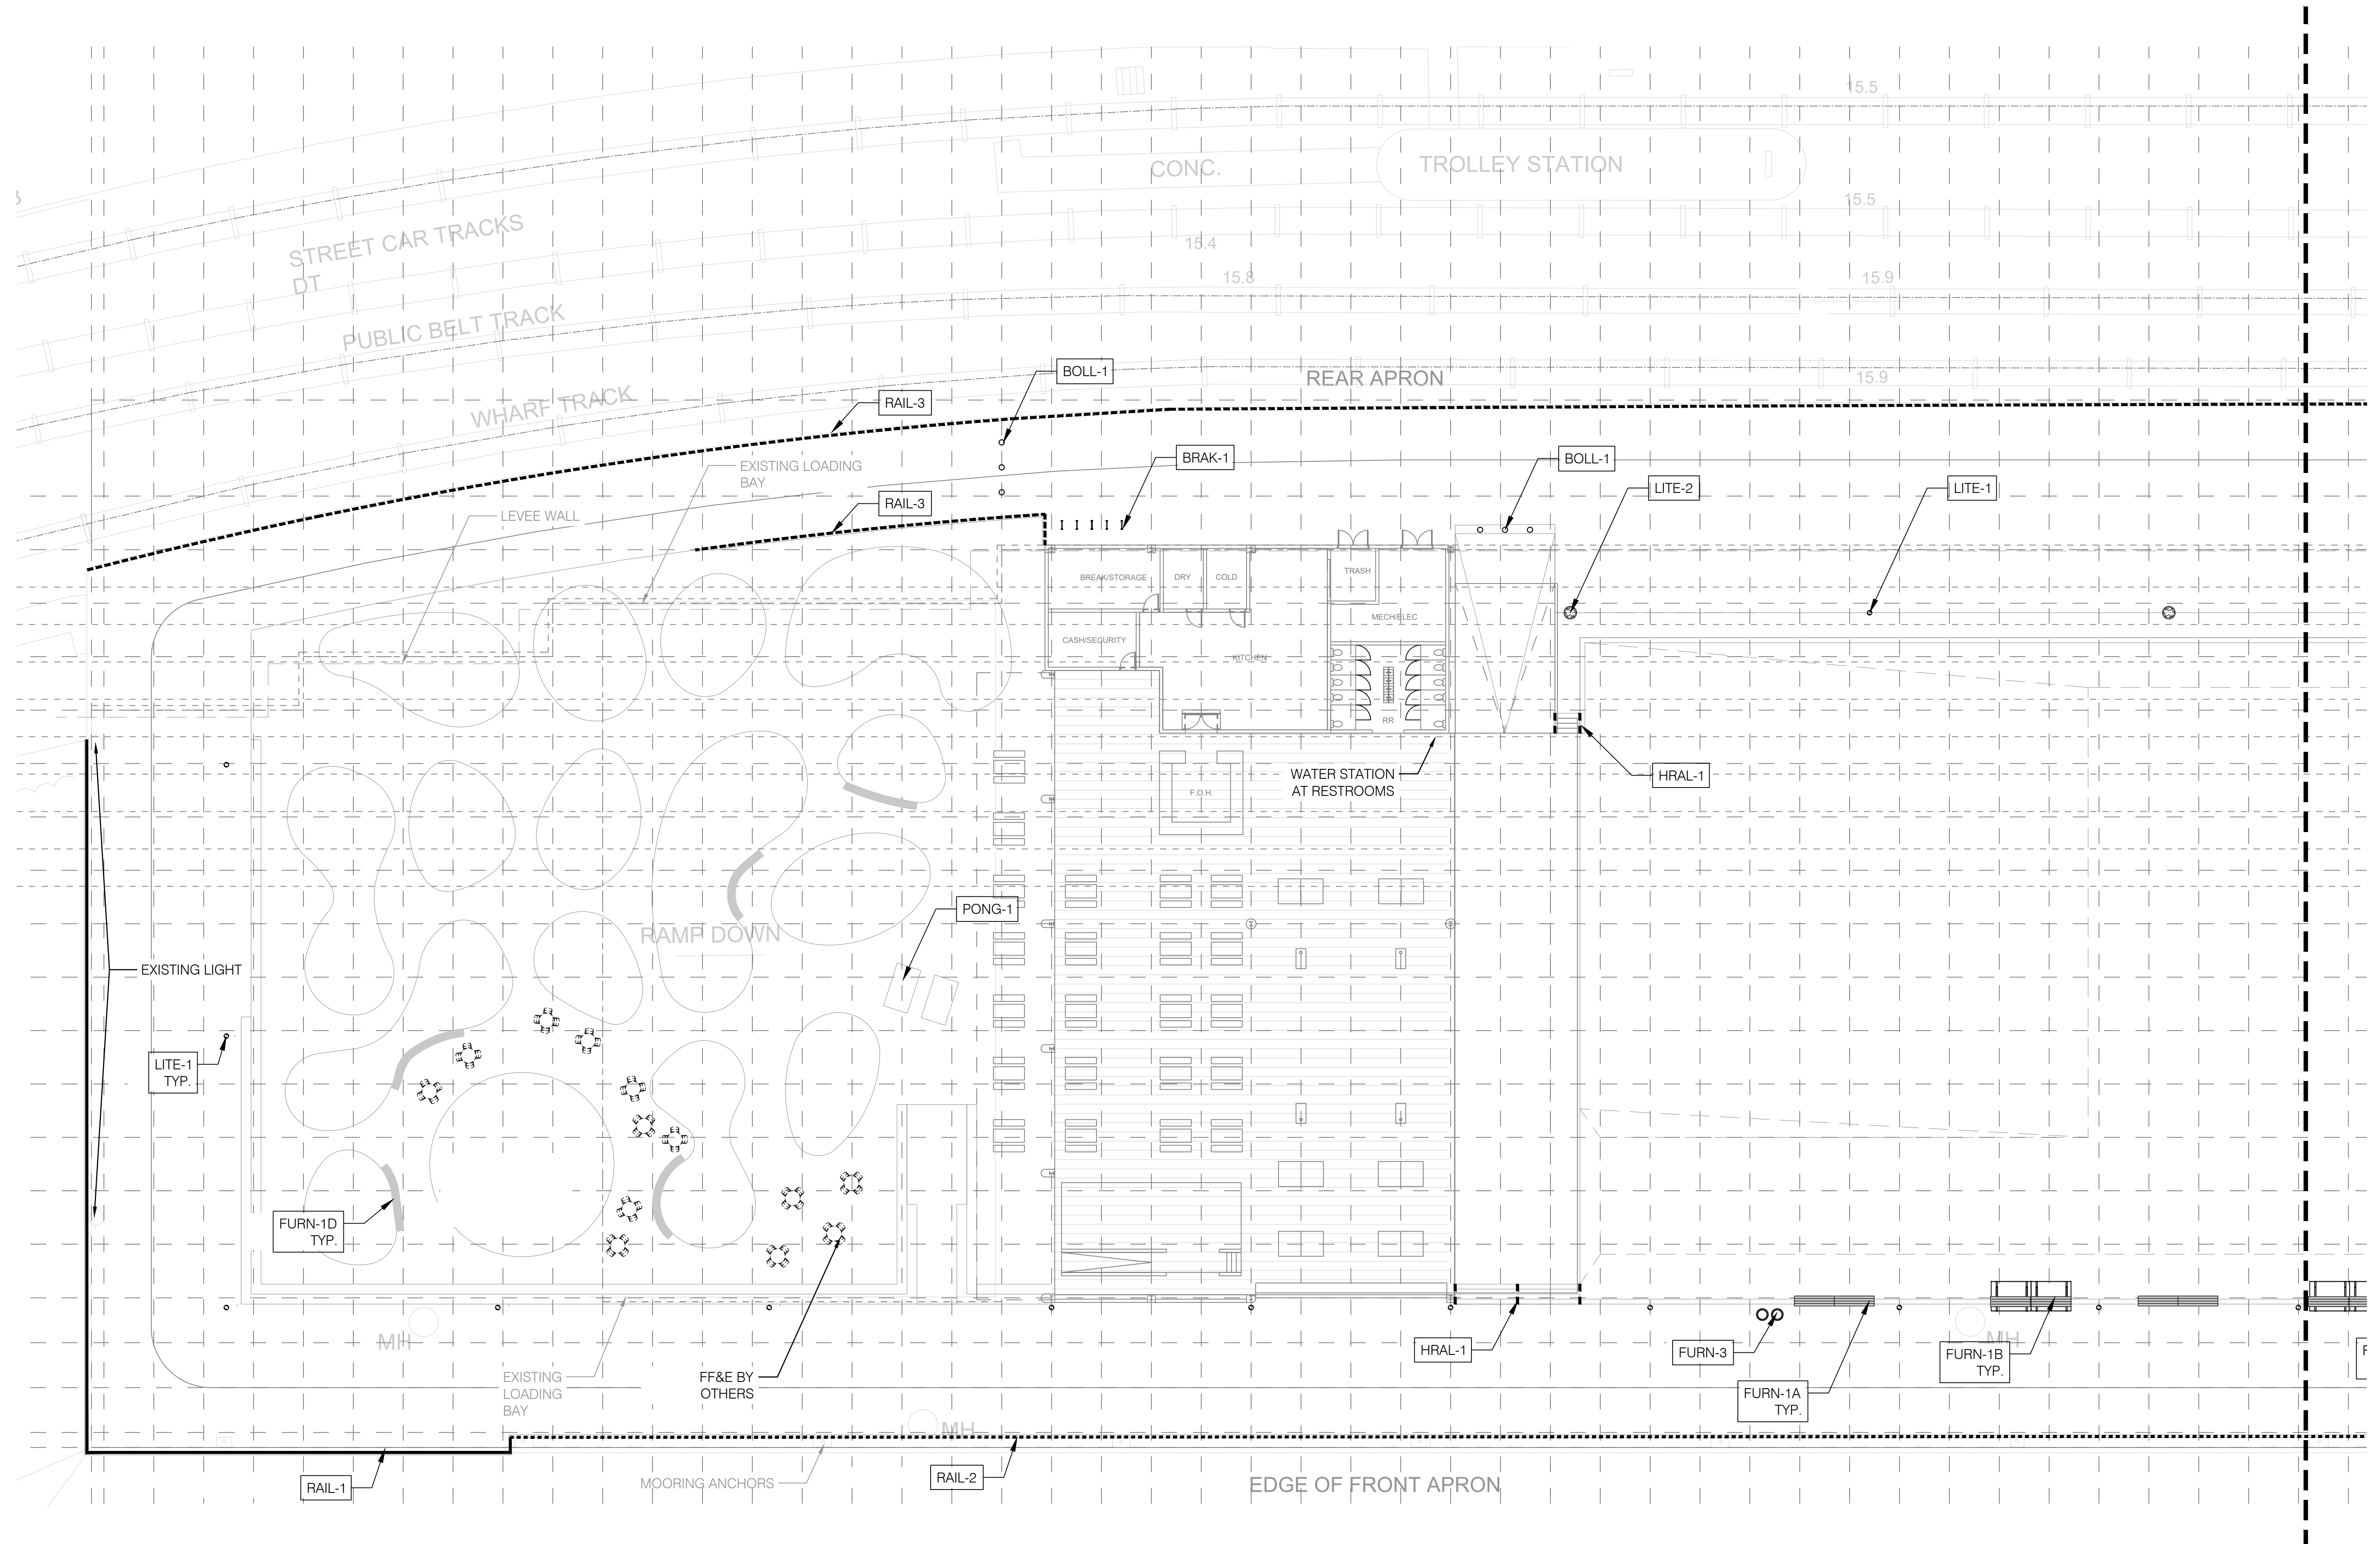 15.5
CONC.
TROLLEY STATION
15.5
STREET CAR TRACKS
DT
15.4
15.8
15.9
PUBLIC BELT TRACK
BOLL-1
REAR APRON
15.9
WHARF TRACK
RAIL-3
EXISTING LOADING
BAY
BRAK-1
BOLL-1
LITE-2
LITE-1
RAIL-3
LEVEE WALL
BREAK/STORAGE
DRY
COLD
TRASH
MECH/ELEC
CASH/SECURITY
KITCHEN
RR
WATER STATION
AT RESTROOMS
HRAL-1
F.O.H.
PONG-1
RAMP DOWN
EXISTING LIGHT
LITE-1
TYP.
FURN-1D
TYP.
MH
EXISTING
LOADING
BAY
FF&E BY
OTHERS
HRAL-1
FURN-3
FURN-1A
TYP.
MH
FURN-1B
TYP.
MH
RAIL-1
MOORING ANCHORS
RAIL-2
EDGE OF FRONT APRON